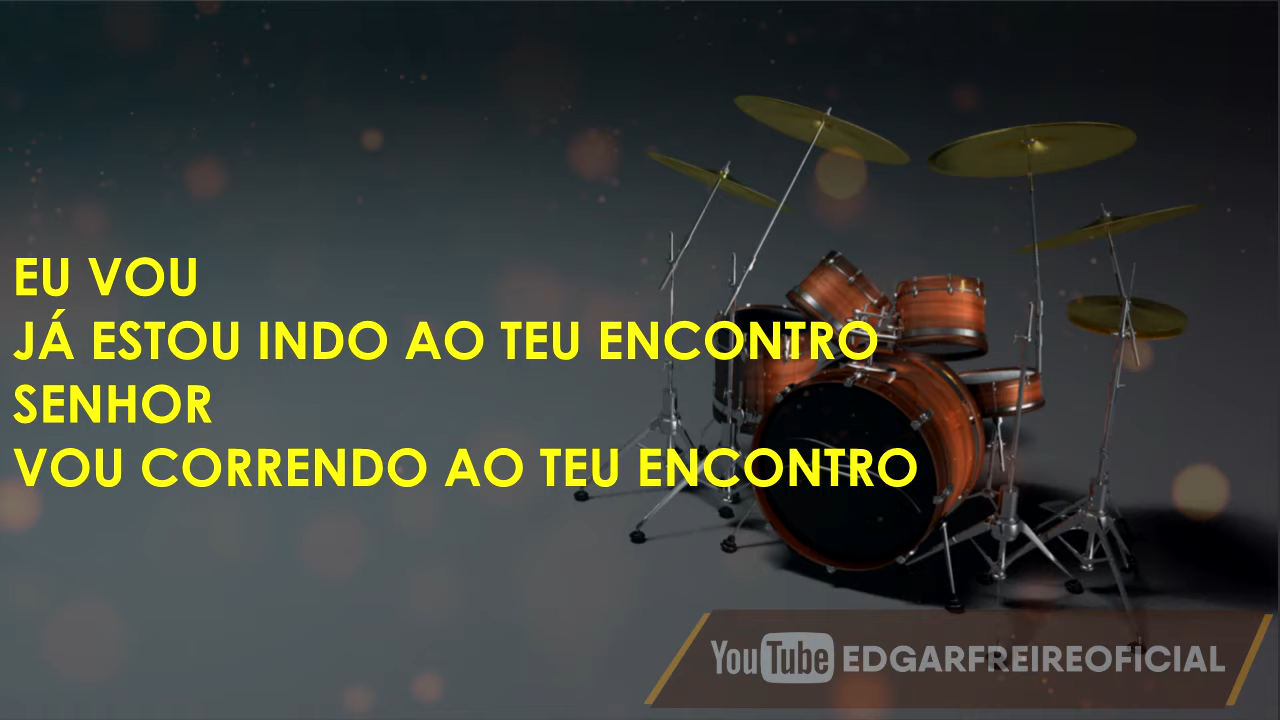 EU VOU
JÁ ESTOU INDO AO TEU ENCONTRO
SENHOR
VOU CORRENDO AO TEU ENCONTRO
YouTube EDGARFREIREOFICIAL